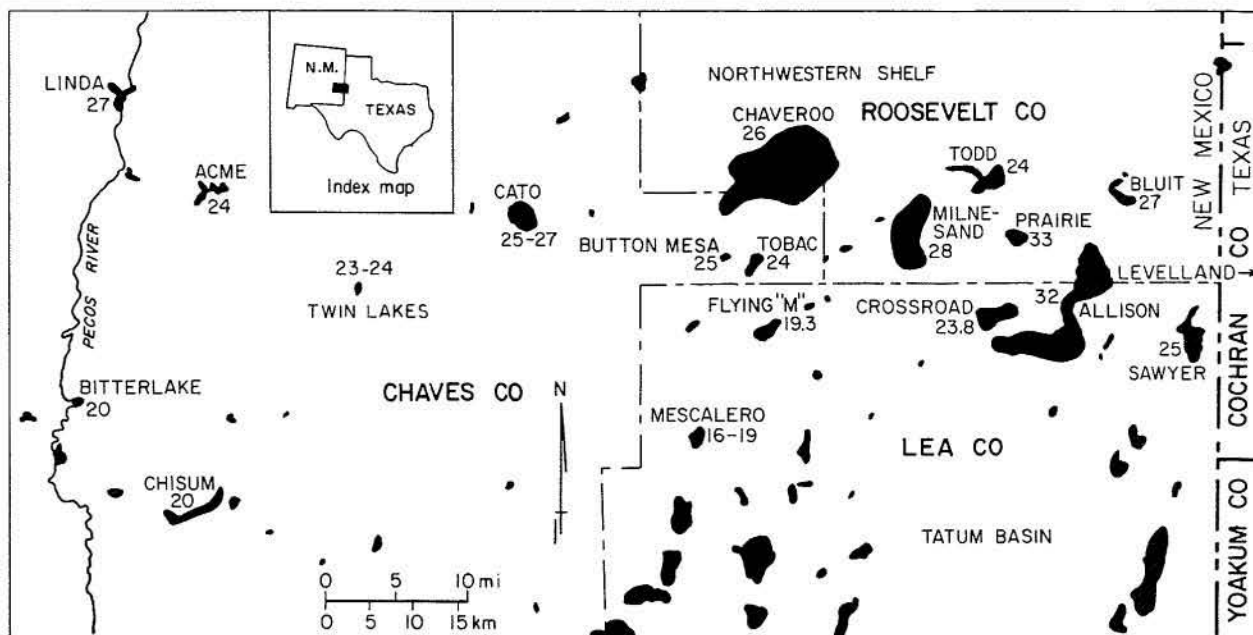 LINDA
27
ACME
24
N.M.
TEXAS
Index map
NORTHWESTERN SHELF
ROOSEVELT CO
CHAVEROO
26
TODD
24
BLUIT
27
NEW MEXICO
TEXAS
CATO
25-27
MILNE-
SAND
28
PRAIRIE
33
BUTTON MESA
25
TOBAC
24
LEVELLAND→
PECOS RIVER
23-24
TWIN LAKES
FLYING "M"
19.3
CROSSROAD
23.8
32
ALLISON
25
SAWYER
BITTERLAKE
20
CHAVES CO
N
MESCALERO
16-19
LEA CO
COCHRAN CO
CHISUM
20
TATUM BASIN
YOAKUM CO
0 5 10 mi
0 5 10 15 km